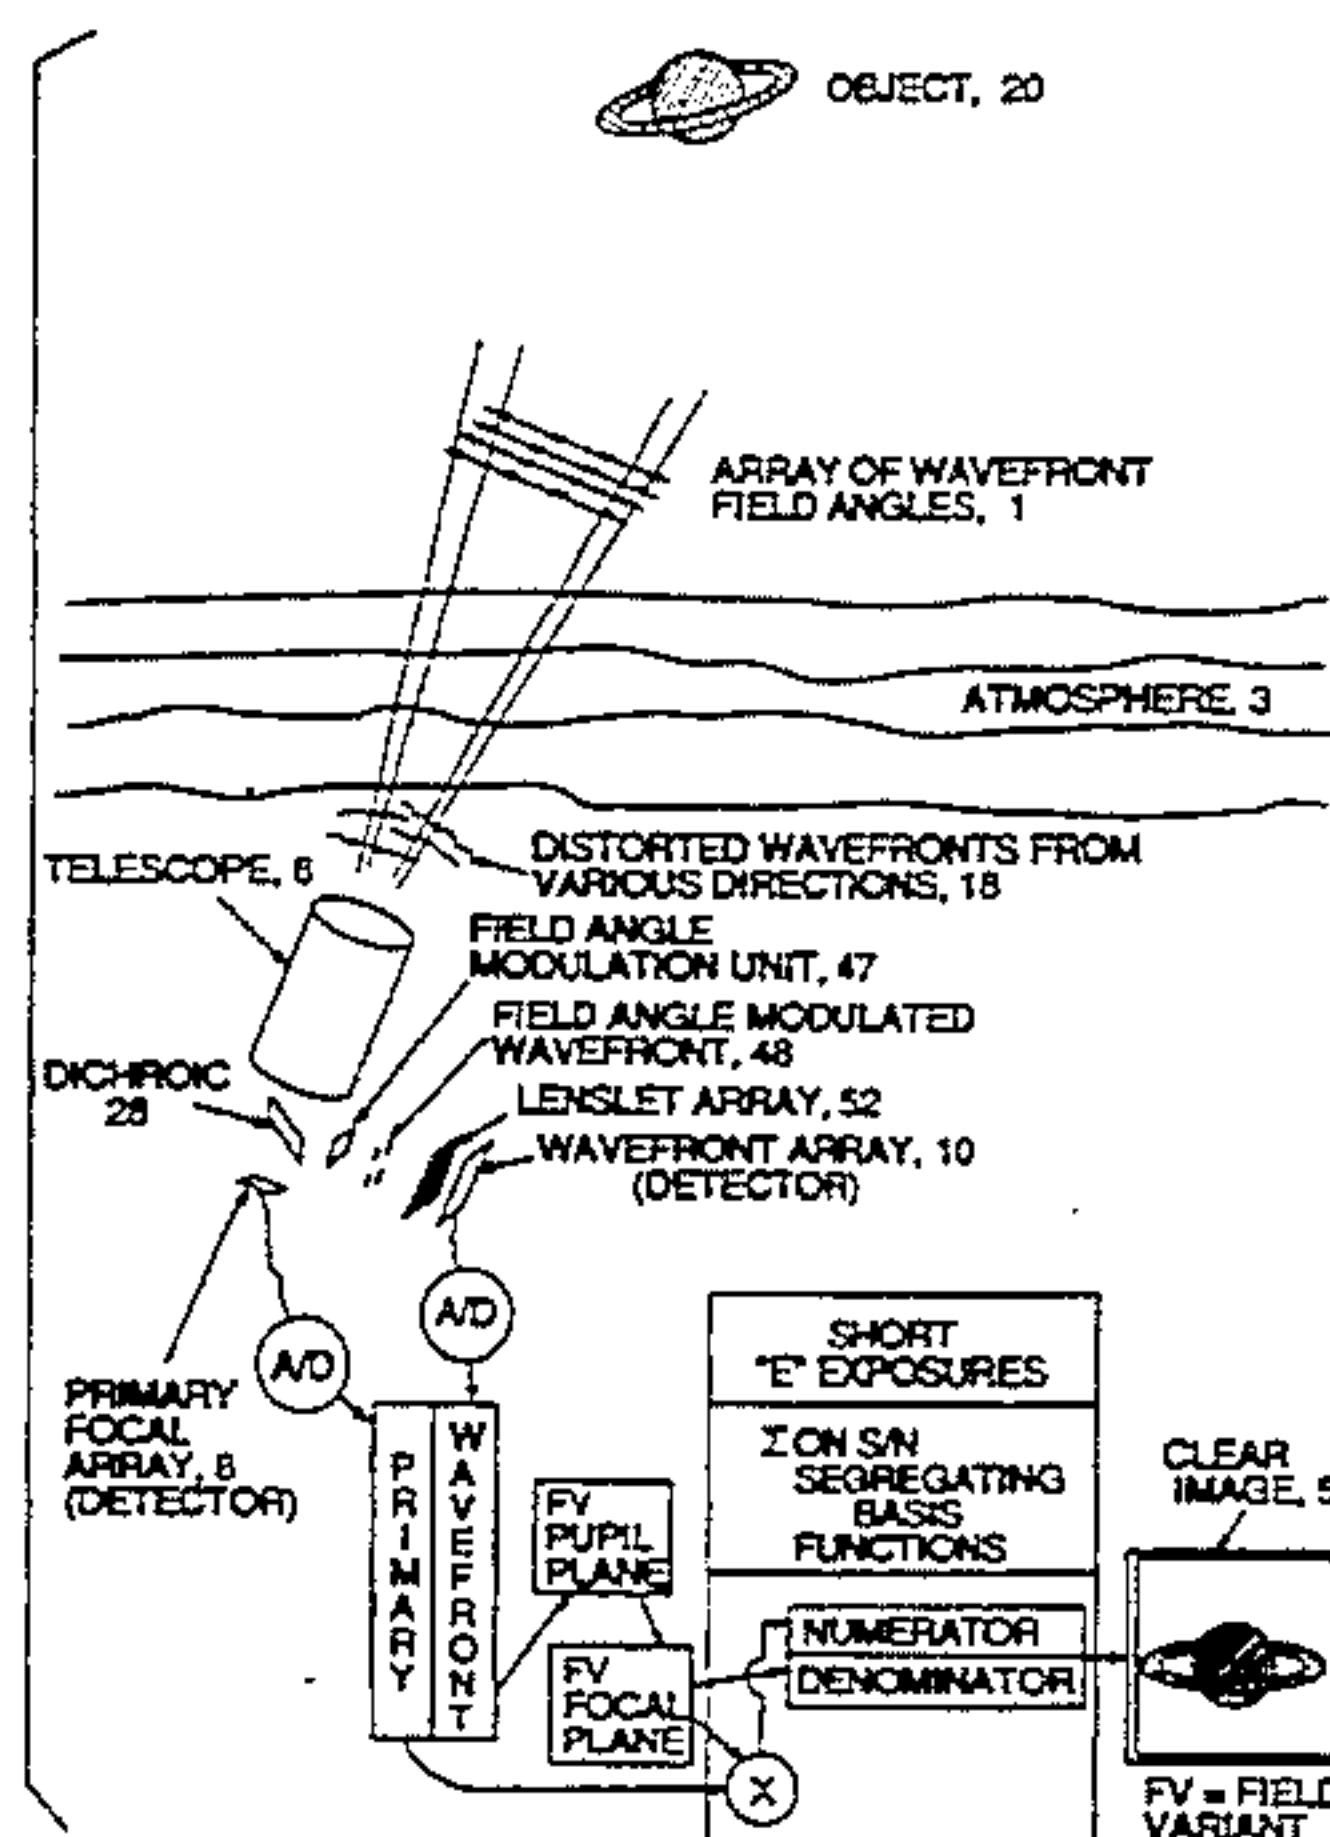 OBJECT, 20
ARRAY OF WAVEFRONT
FIELD ANGLES, 1
ATMOSPHERE, 3
DISTORTED WAVEFRONTS FROM
VARIOUS DIRECTIONS, 18
TELESCOPE, 6
FIELD ANGLE
MODULATION UNIT, 47
FIELD ANGLE MODULATED
WAVEFRONT, 48
DICHROIC
28
LENSLET ARRAY, 52
WAVEFRONT ARRAY, 10
(DETECTOR)
A/D
A/D
PRIMARY
FOCAL
ARRAY, 8
(DETECTOR)
PRIMARY
WAVEFRONT
FV
PUPIL
PLANE
FV
FOCAL
PLANE
SHORT
"E" EXPOSURES
Σ ON S/N
SEGREGATING
BASIS
FUNCTIONS
NUMERATOR
DENOMINATOR
X
CLEAR
IMAGE, 5
FV = FIELD
VARIANT